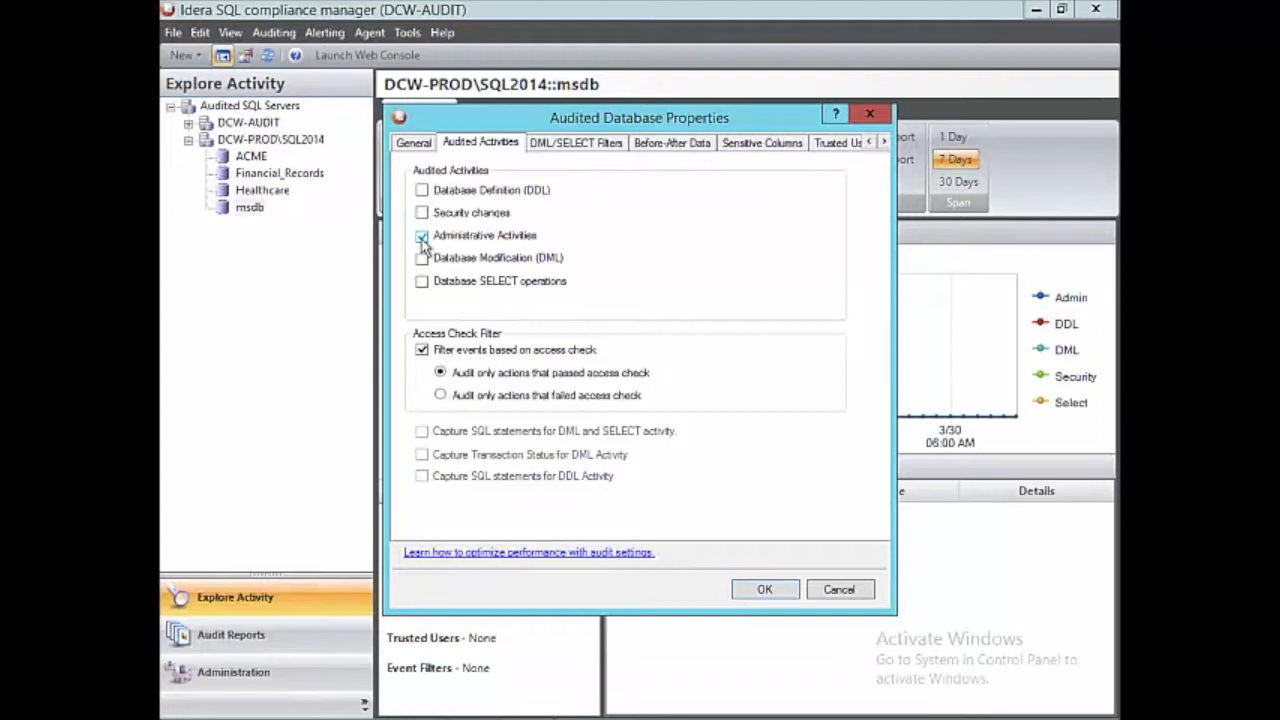 Idera SQL compliance manager (DCW-AUDIT)
File Edit View Auditing Alerting Agent Tools Help
New Launch Web Console
Explore Activity
DCW-PROD\SQL2014::msdb
Audited SQL Servers
DCW-AUDIT
DCW-PROD\SQL2014
ACME
Financial_Records
Healthcare
msdb
Audited Database Properties
?
General Audited Activities DML/SELECT Filters Before-After Data Sensitive Columns Trusted Us
Audited Activities
Database Definition (DDL)
Security changes
Administrative Activities
Database Modification (DML)
Database SELECT operations
Access Check Filter
Filter events based on access check
Audit only actions that passed access check
Audit only actions that failed access check
Capture SQL statements for DML and SELECT activity.
Capture Transaction Status for DML Activity
Capture SQL statements for DDL Activity
Learn how to optimize performance with audit settings.
OK Cancel
port
ort
1 Day
7 Days
30 Days
Span
Admin
DDL
DML
Security
Select
3/30
06:00 AM
e Details
Explore Activity
Audit Reports
Administration
Trusted Users - None
Event Filters - None
Activate Windows
Go to System in Control Panel to
activate Windows.